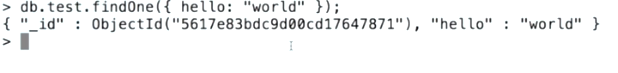 > db.test.findOne({ hello: "world" });
{ "_id" : ObjectId("5617e83bdc9d00cd17647871"), "hello" : "world" }
>